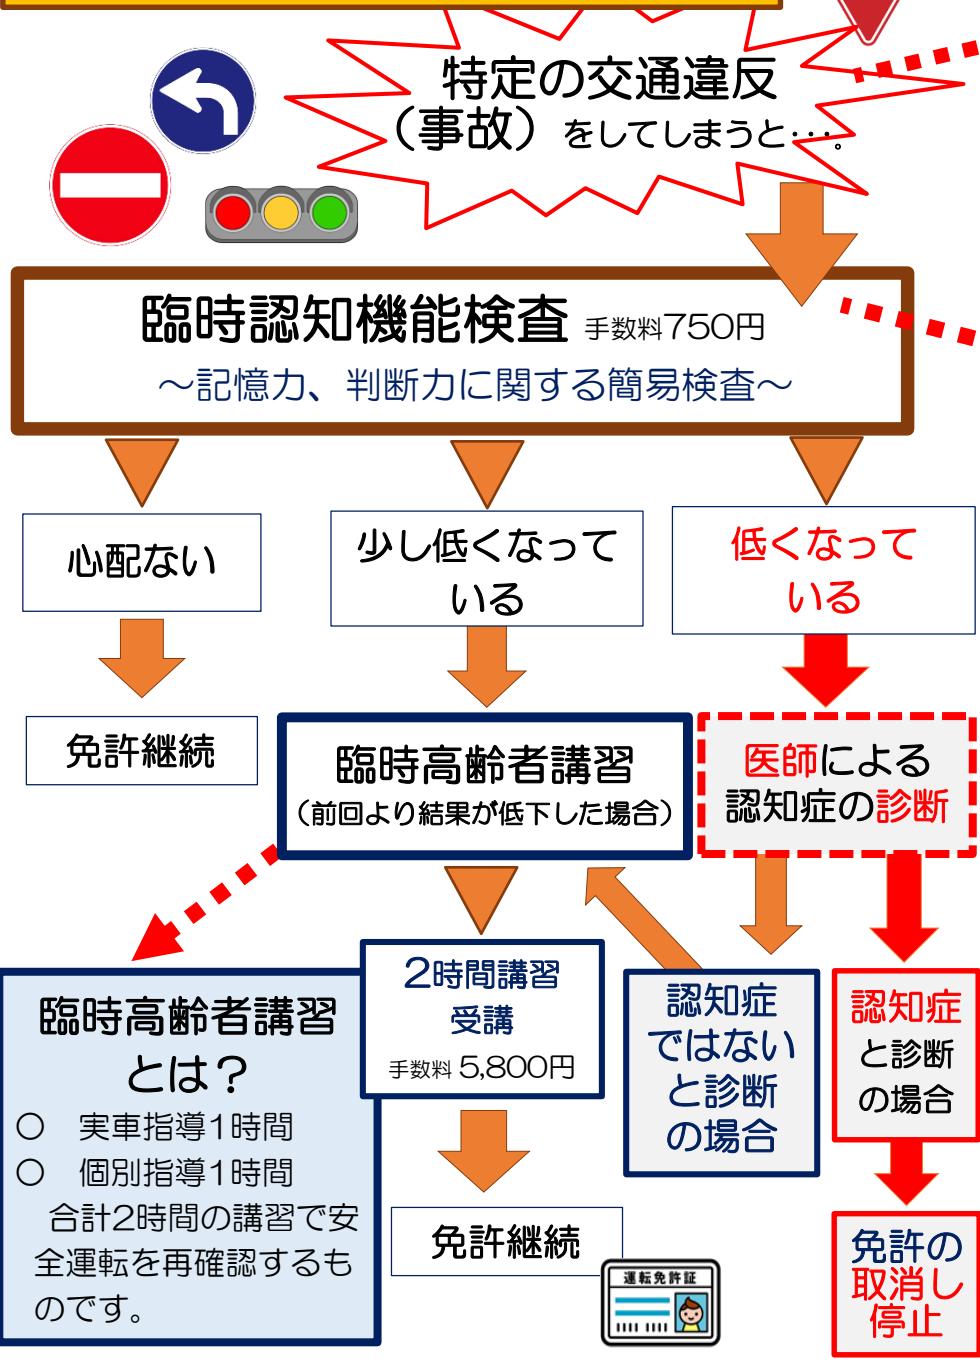 特定の交通違反
（事故）をしてしまうと…。
臨時認知機能検査 手数料750円
～記憶力、判断力に関する簡易検査～
心配ない
少し低くなって
いる
低くなって
いる
免許継続
臨時高齢者講習
（前回より結果が低下した場合）
医師による
認知症の診断
臨時高齢者講習
とは？
○　実車指導1時間
○　個別指導1時間
合計2時間の講習で安
全運転を再確認するも
のです。
2時間講習
受講
手数料 5,800円
免許継続
認知症
ではない
と診断
の場合
認知症
と診断
の場合
免許の
取消し
停止
運転免許証